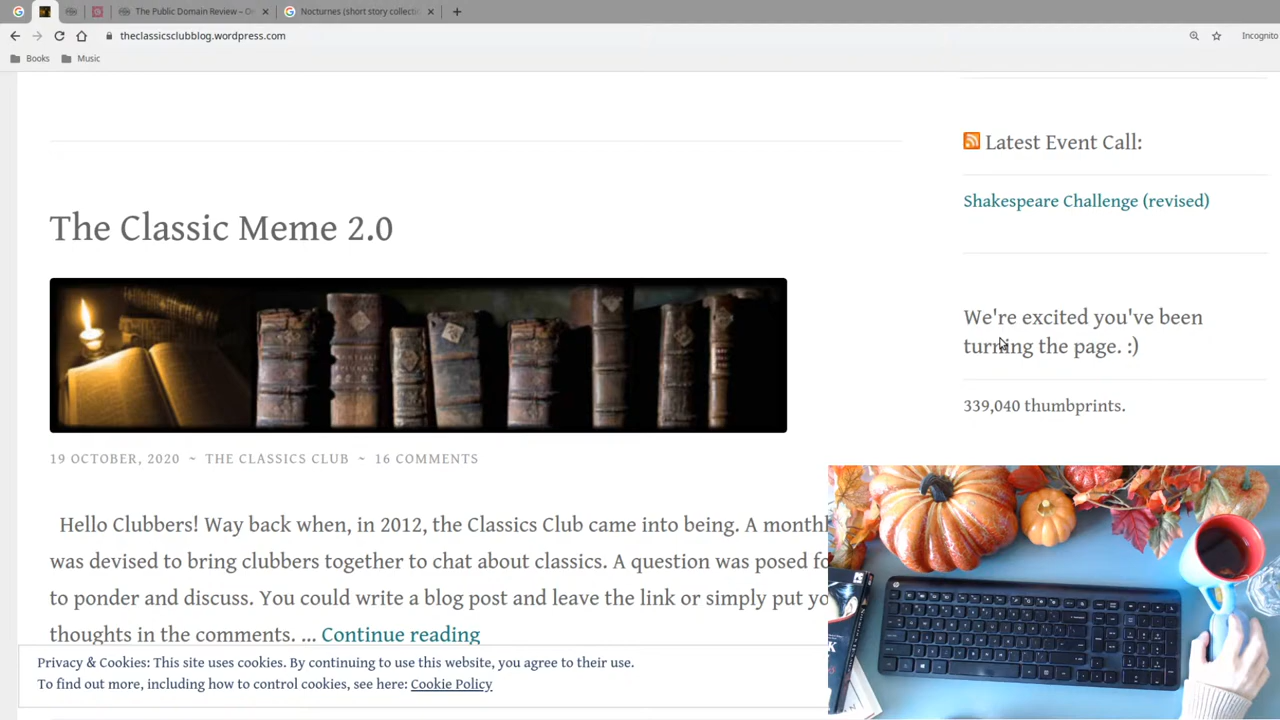 The Public Domain Review – O
Nocturnes (short story collecti
theclassicsclubblog.wordpress.com
Incognito
Books
Music
Latest Event Call:
Shakespeare Challenge (revised)
The Classic Meme 2.0
We're excited you've been
turning the page. :)
339,040 thumbprints.
19 OCTOBER, 2020 ~ THE CLASSICS CLUB ~ 16 COMMENTS
Hello Clubbers! Way back when, in 2012, the Classics Club came into being. A monthl
was devised to bring clubbers together to chat about classics. A question was posed fo
to ponder and discuss. You could write a blog post and leave the link or simply put yo
thoughts in the comments. ... Continue reading
Privacy & Cookies: This site uses cookies. By continuing to use this website, you agree to their use.
To find out more, including how to control cookies, see here: Cookie Policy